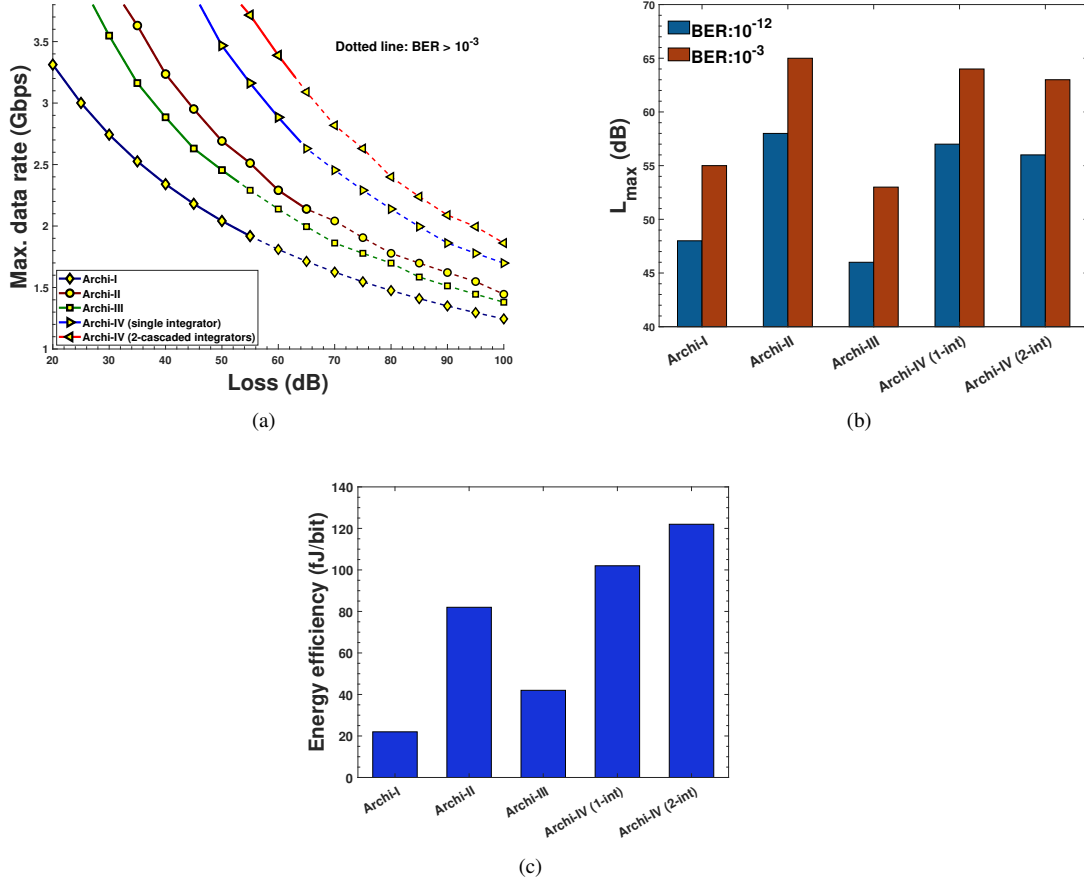 Max. data rate (Gbps)
3.5
3
2.5
2
1.5
1
Dotted line: BER > 10^-3
Archi-I
Archi-II
Archi-III
Archi-IV (single integrator)
Archi-IV (2-cascaded integrators)
20 30 40 50 60 70 80 90 100
Loss (dB)
(a)
L_max (dB)
70
65
60
55
50
45
40
BER:10^-12
BER:10^-3
Archi-I Archi-II Archi-III Archi-IV (1-int) Archi-IV (2-int)
(b)
Energy efficiency (fJ/bit)
140
120
100
80
60
40
20
0
Archi-I Archi-II Archi-III Archi-IV (1-int) Archi-IV (2-int)
(c)